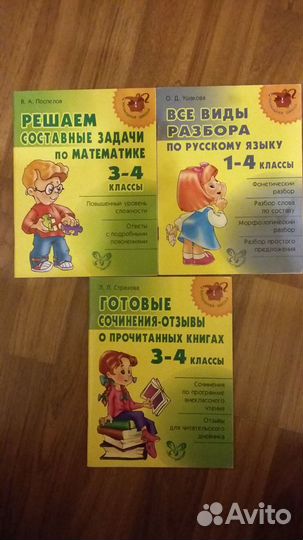 В. А. Поспелов
РЕШАЕМ
СОСТАВНЫЕ ЗАДАЧИ
ПО МАТЕМАТИКЕ
3-4
КЛАССЫ
Повышенный уровень
сложности
Ответы
с подробными
пояснениями
О. Д. Ушакова
ВСЕ ВИДЫ
РАЗБОРА
ПО РУССКОМУ ЯЗЫКУ
1-4 КЛАССЫ
Фонетический
разбор
Разбор слова
по составу
Морфологический
разбор
Разбор простого
предложения
Л. Л. Страхова
ГОТОВЫЕ
СОЧИНЕНИЯ-ОТЗЫВЫ
О ПРОЧИТАННЫХ КНИГАХ
3-4 КЛАССЫ
Сочинения
по программе
внеклассного
чтения
Отзывы
для читательского
дневника
Avito